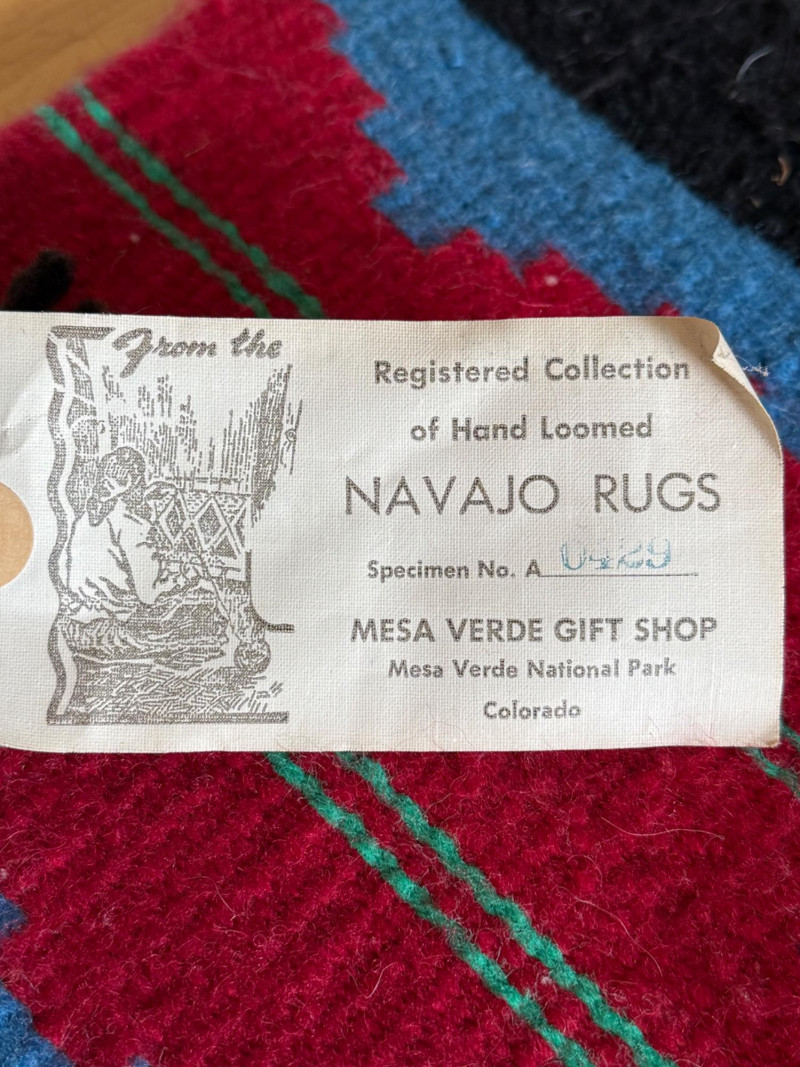 From the
Registered Collection
of Hand Loomed
NAVAJO RUGS
Specimen No. A 0429
MESA VERDE GIFT SHOP
Mesa Verde National Park
Colorado